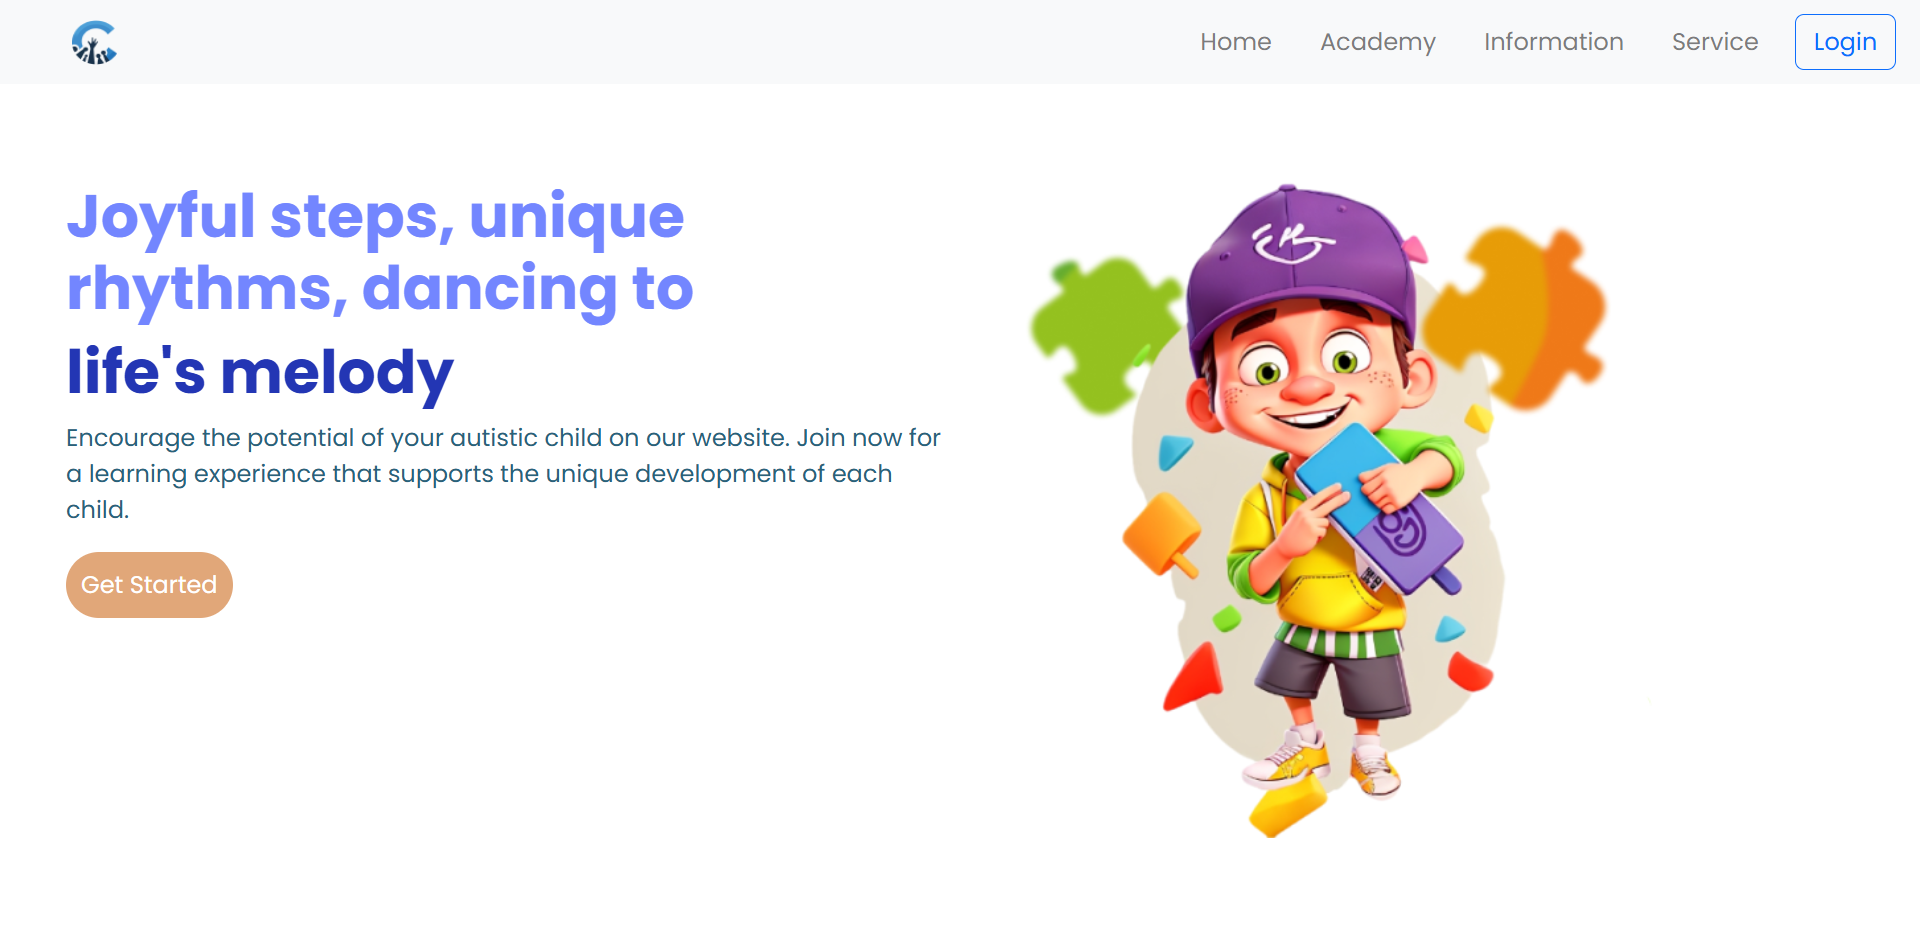 Home Academy Information Service Login
Joyful steps, unique
rhythms, dancing to
life's melody
Encourage the potential of your autistic child on our website. Join now for
a learning experience that supports the unique development of each
child.
Get Started